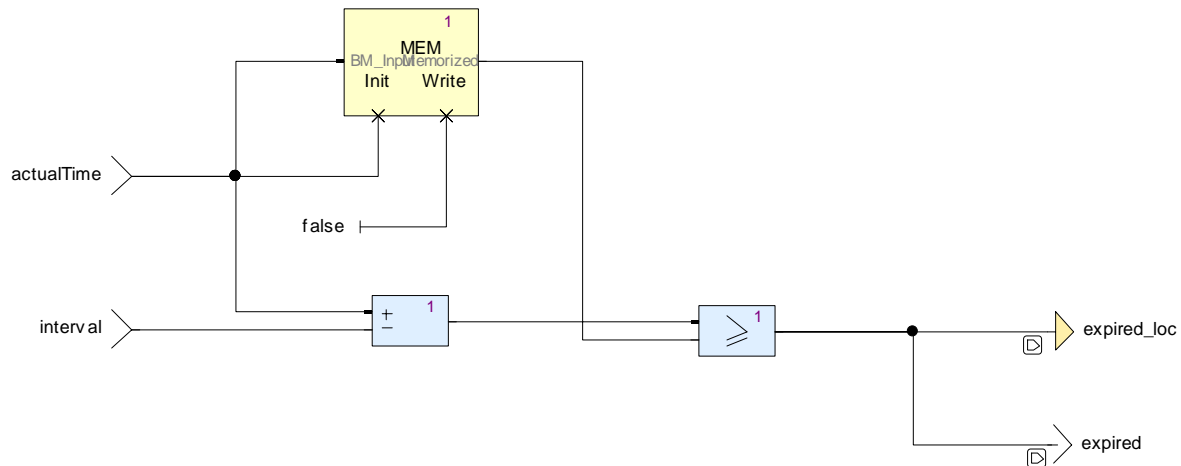 1
MEM
BM_Input
Memorized
Init
Write
actualTime
false
interval
+
−
1
≥
1
expired_loc
expired